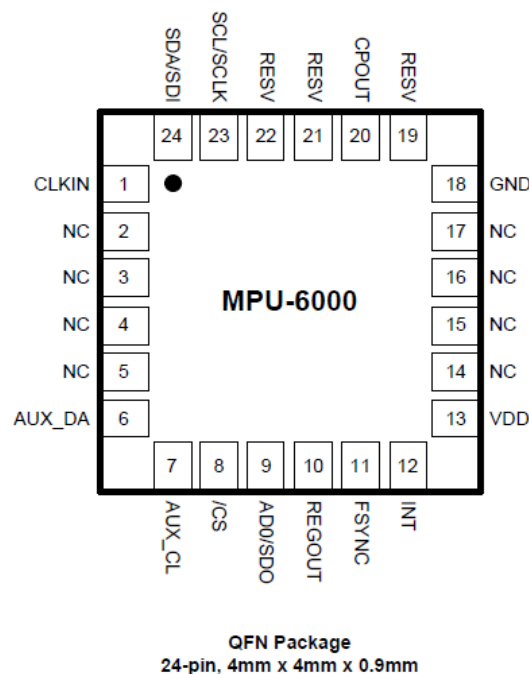 SDA/SDI
SCL/SCLK
RESV
RESV
CPOUT
RESV
24 23 22 21 20 19
CLKIN 1 18 GND
NC 2 17 NC
NC 3 16 NC
MPU-6000
NC 4 15 NC
NC 5 14 NC
AUX_DA 6 13 VDD
7 8 9 10 11 12
AUX_CL
/CS
AD0/SDO
REGOUT
FSYNC
INT
QFN Package
24-pin, 4mm x 4mm x 0.9mm